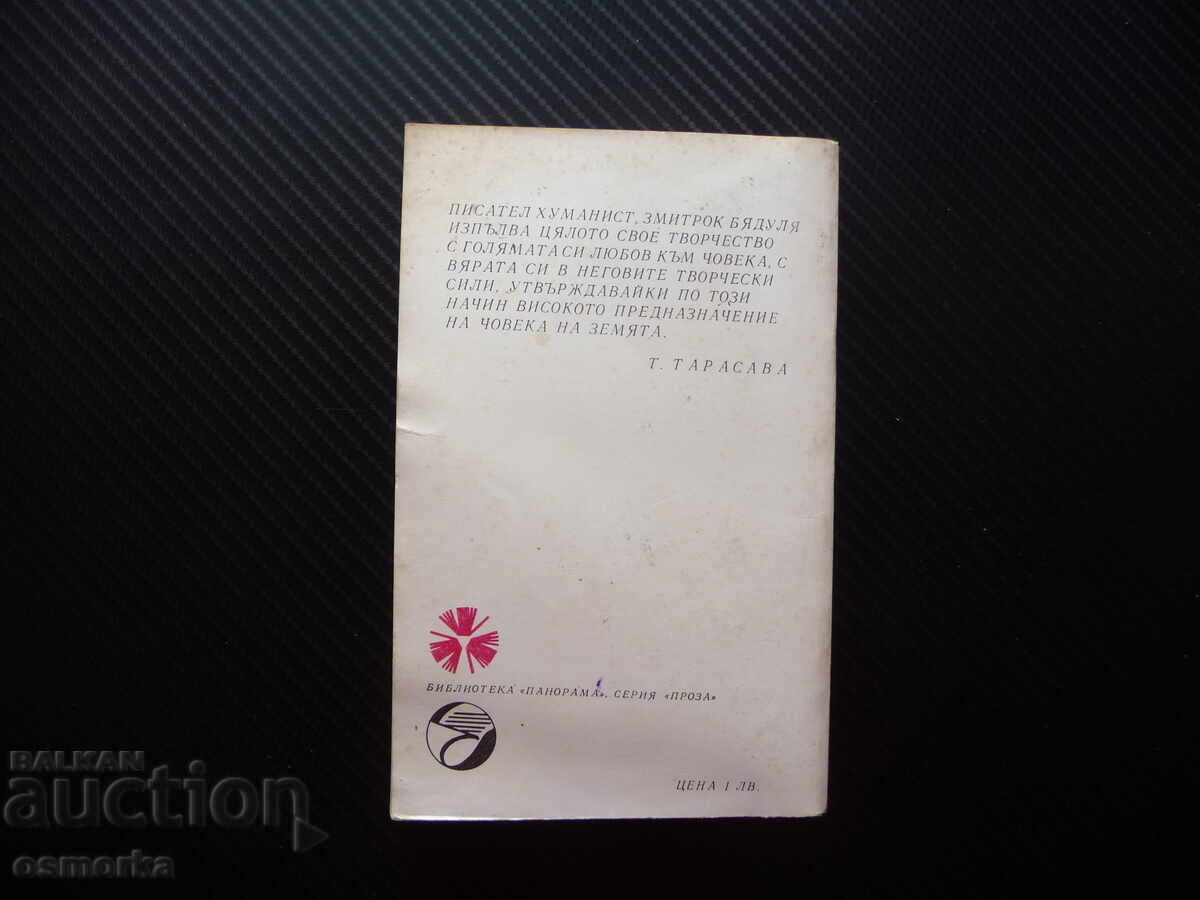 ПИСАТЕЛ ХУМАНИСТ, ЗМИТРОК БЯДУЛЯ
ИЗПЪЛВА ЦЯЛОТО СВОЕ ТВОРЧЕСТВО
С ГОЛЯМАТА СИ ЛЮБОВ КЪМ ЧОВЕКА, С
ВЯРАТА СИ В НЕГОВИТЕ ТВОРЧЕСКИ
СИЛИ, УТВЪРЖДАВАЙКИ ПО ТОЗИ
НАЧИН ВИСОКОТО ПРЕДНАЗНАЧЕНИЕ
НА ЧОВЕКА НА ЗЕМЯТА.
Т. ТАРАСАВА
БИБЛИОТЕКА «ПАНОРАМА», СЕРИЯ «ПРОЗА»
ЦЕНА 1 ЛВ.
BALKAN
auction
osmorka